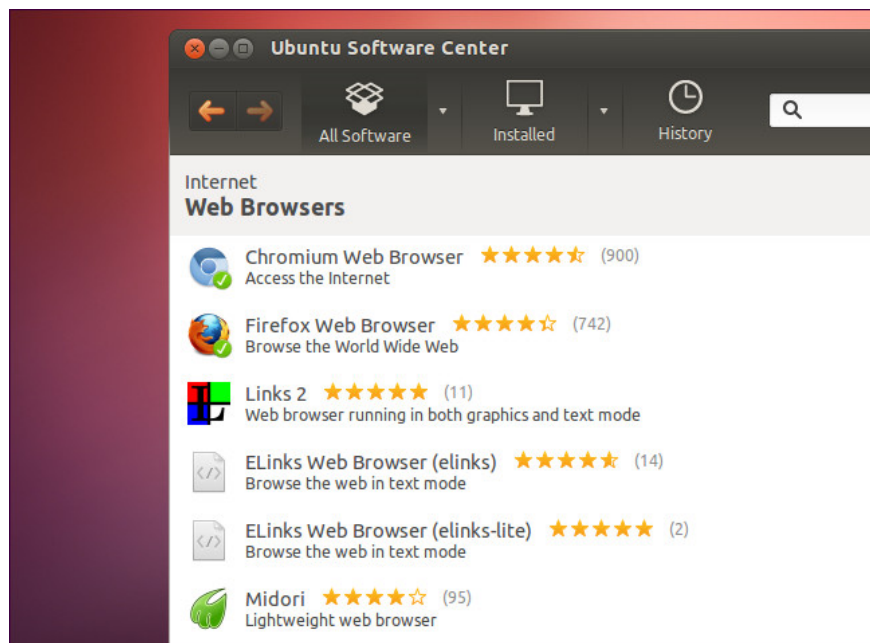 Ubuntu Software Center
All Software Installed History
Internet
Web Browsers
Chromium Web Browser (900)
Access the Internet
Firefox Web Browser (742)
Browse the World Wide Web
Links 2 (11)
Web browser running in both graphics and text mode
ELinks Web Browser (elinks) (14)
Browse the web in text mode
ELinks Web Browser (elinks-lite) (2)
Browse the web in text mode
Midori (95)
Lightweight web browser